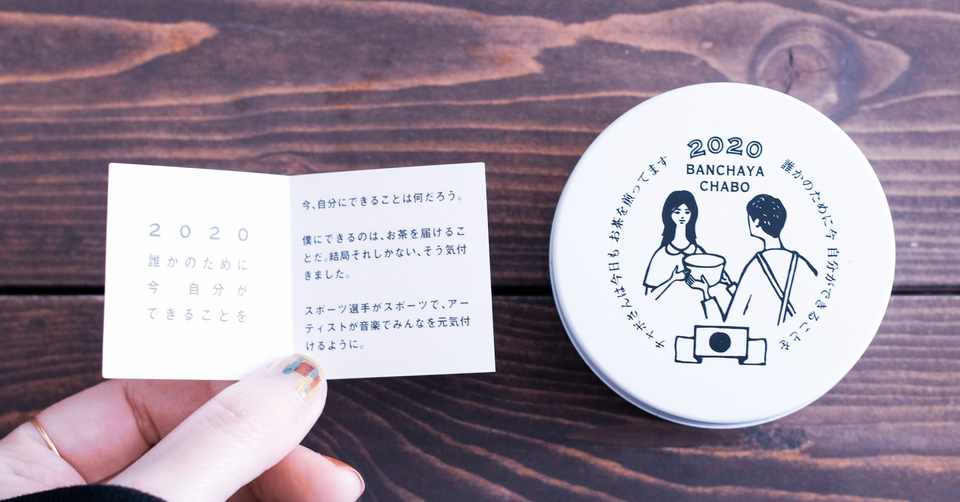 2020
誰かのために
今 自分が
できることを
今、自分にできることは何だろう。
僕にできるのは、お茶を届けるこ
とだ。結局それしかない、そう気付
きました。
スポーツ選手がスポーツで、アー
ティストが音楽でみんなを元気付
けるように。
2020
BANCHAYA
CHABO
チャボさんは今日も お茶を煎ってます
誰かのために今 自分ができることを